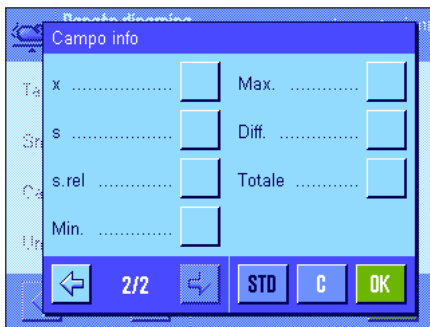 Campo info
x ..................
Max. .............
s ..................
Diff. .............
s.rel ..............
Totale ............
Min. ..............
2/2
STD
C
OK